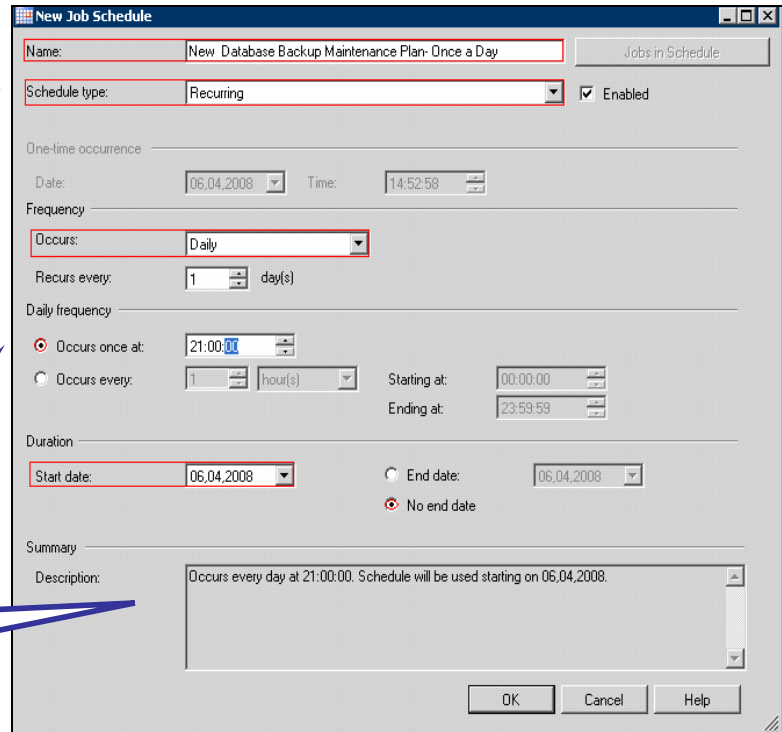 New Job Schedule
Name: New  Database Backup Maintenance Plan- Once a Day Jobs in Schedule
Schedule type: Recurring Enabled
One-time occurrence
Date: 06,04,2008 Time: 14:52:58
Frequency
Occurs: Daily
Recurs every: 1 day(s)
Daily frequency
Occurs once at: 21:00:00
Occurs every: 1 hour(s) Starting at: 00:00:00
Ending at: 23:59:59
Duration
Start date: 06,04,2008 End date: 06,04,2008
No end date
Summary
Description: Occurs every day at 21:00:00. Schedule will be used starting on 06,04,2008.
OK Cancel Help